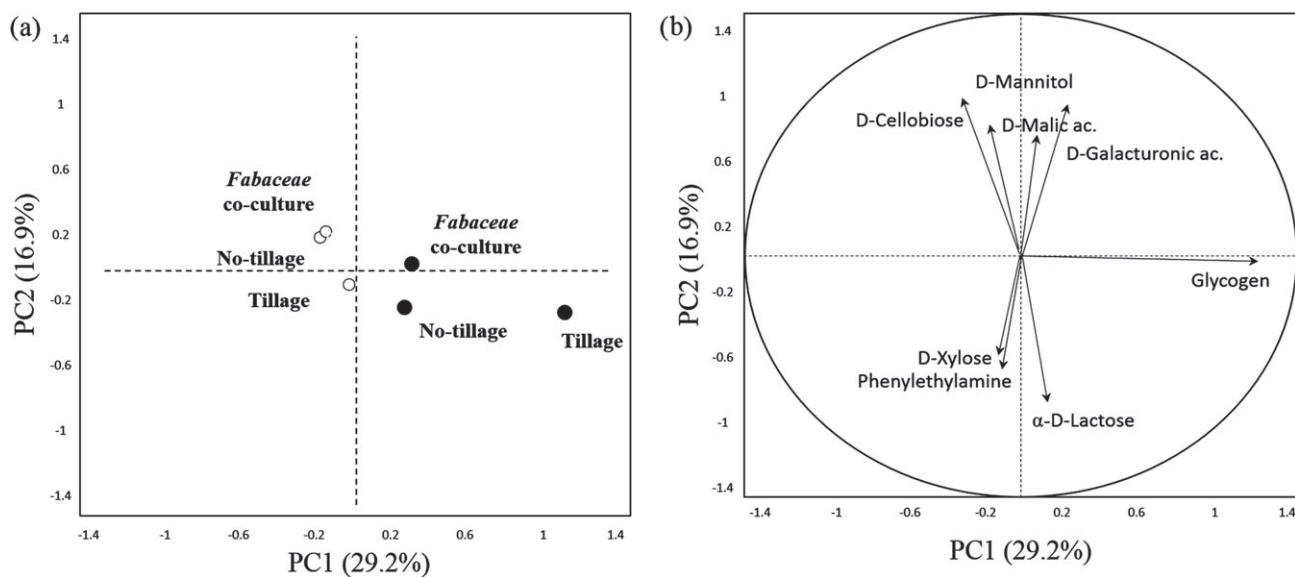 (a)
1.4
1
0.6
0.2
-0.2
-0.6
-1
-1.4
PC2 (16.9%)
Fabaceae
co-culture
No-tillage
Tillage
Fabaceae
co-culture
No-tillage
Tillage
-1.4 -1 -0.6 -0.2 0.2 0.6 1 1.4
PC1 (29.2%)
(b)
1.4
1
0.6
0.2
-0.2
-0.6
-1
-1.4
PC2 (16.9%)
D-Mannitol
D-Cellobiose
D-Malic ac.
D-Galacturonic ac.
Glycogen
D-Xylose
Phenylethylamine
α-D-Lactose
-1.4 -1 -0.6 -0.2 0.2 0.6 1 1.4
PC1 (29.2%)